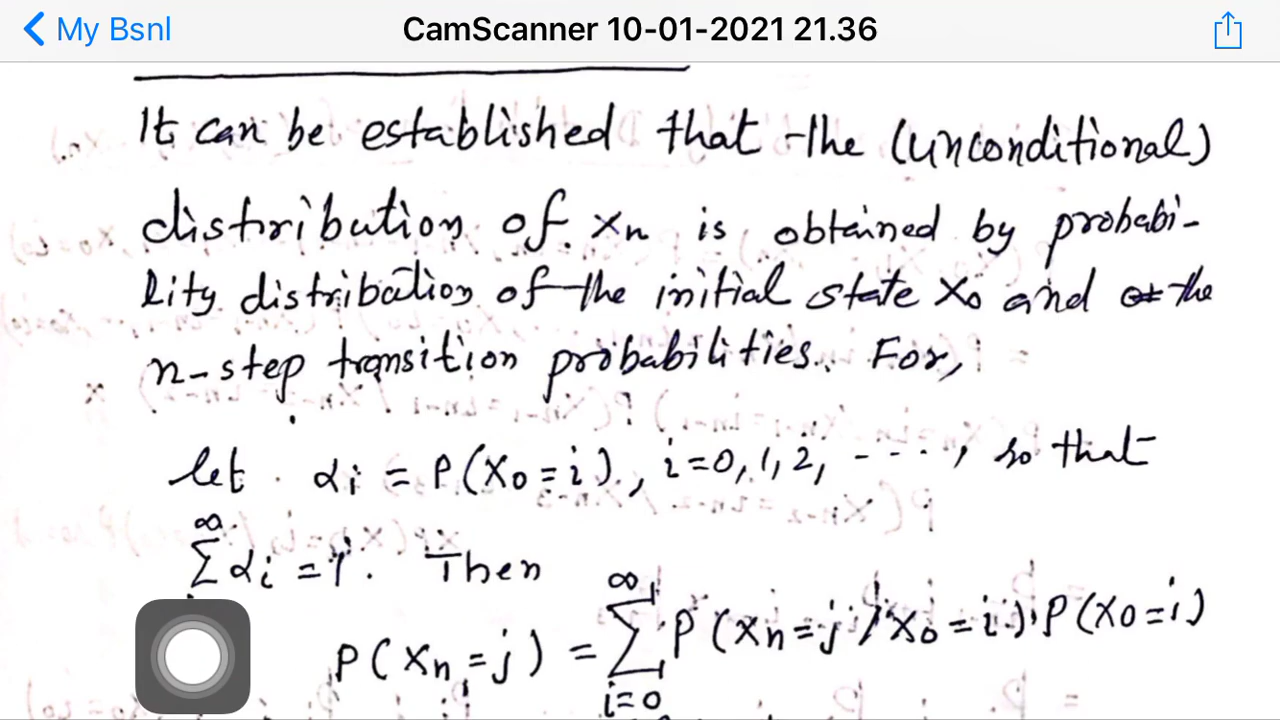 My Bsnl
CamScanner 10-01-2021 21.36
It can be established that the (unconditional)
distribution of Xn is obtained by probabi-
lity distribution of the initial state X0 and the
n-step transition probabilities. For,
let αi = P(X0 = i), i = 0, 1, 2, ----, so that
∞
Σ αi = 1. Then
∞
P(Xn = j) = Σ P(Xn = j / X0 = i) . P(X0 = i)
i=0